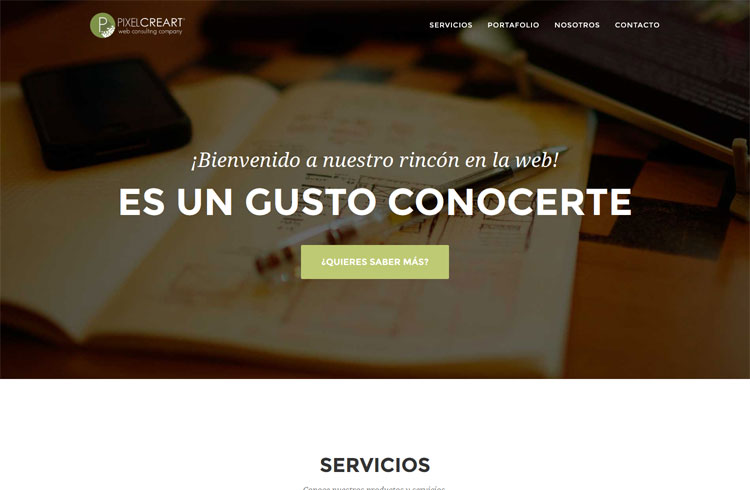 PIXELCREART®
web consulting company
SERVICIOS
PORTAFOLIO
NOSOTROS
CONTACTO
¡Bienvenido a nuestro rincón en la web!
ES UN GUSTO CONOCERTE
¿QUIERES SABER MÁS?
SERVICIOS
Conoce nuestros productos y servicios